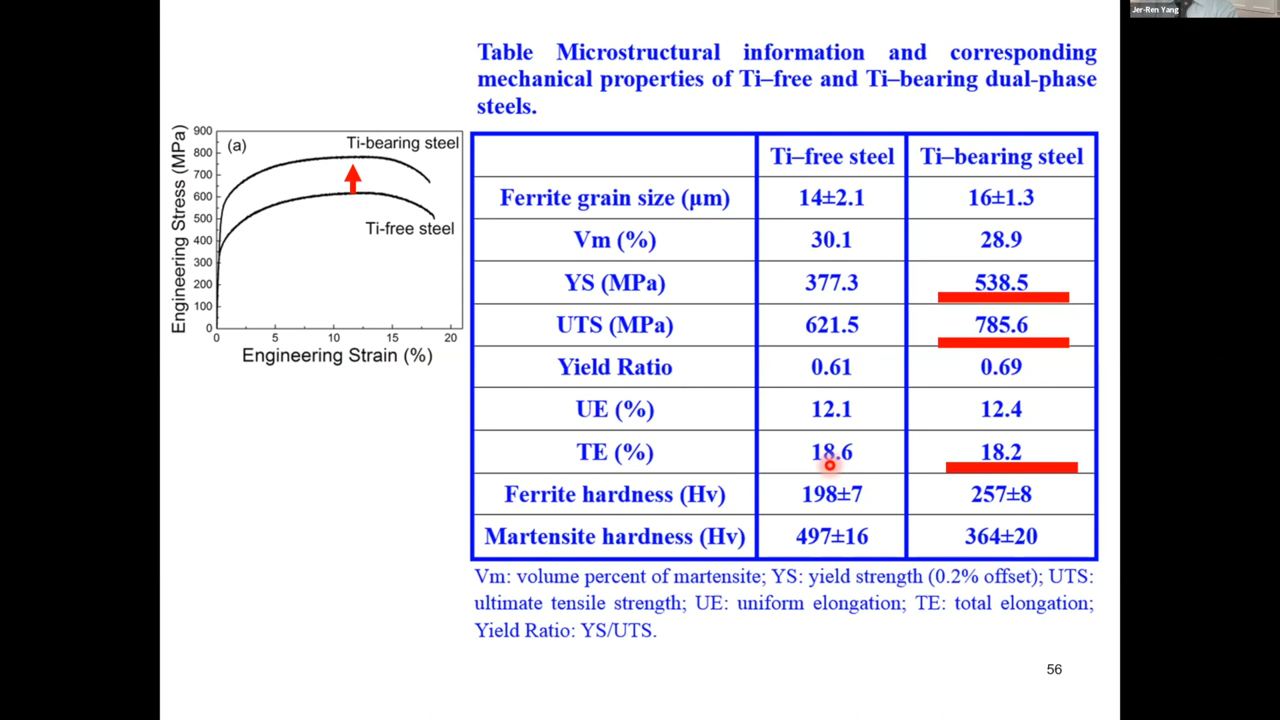 Jer-Ren Yang
Table Microstructural information and corresponding
mechanical properties of Ti–free and Ti–bearing dual-phase
steels.
900
800
700
600
500
400
300
200
100
0
Engineering Stress (MPa)
(a)
Ti-bearing steel
Ti-free steel
0 5 10 15 20
Engineering Strain (%)
Ti–free steel Ti–bearing steel
Ferrite grain size (μm) 14±2.1 16±1.3
Vm (%) 30.1 28.9
YS (MPa) 377.3 538.5
UTS (MPa) 621.5 785.6
Yield Ratio 0.61 0.69
UE (%) 12.1 12.4
TE (%) 18.6 18.2
Ferrite hardness (Hv) 198±7 257±8
Martensite hardness (Hv) 497±16 364±20
Vm: volume percent of martensite; YS: yield strength (0.2% offset); UTS:
ultimate tensile strength; UE: uniform elongation; TE: total elongation;
Yield Ratio: YS/UTS.
56